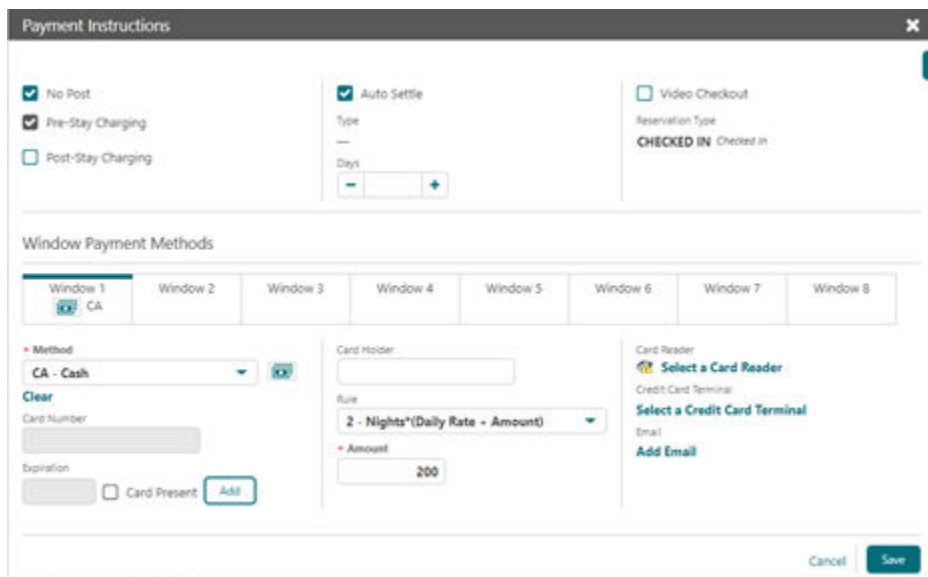 Payment Instructions
No Post
Pre-Stay Charging
Post-Stay Charging
Auto Settle
Type
—
Days
Video Checkout
Reservation Type
CHECKED IN Checked In
Window Payment Methods
Window 1
CA
Window 2
Window 3
Window 4
Window 5
Window 6
Window 7
Window 8
* Method
CA - Cash
Clear
Card Number
Expiration
Card Present
Add
Card Holder
Rule
2 - Nights*(Daily Rate + Amount)
* Amount
200
Card Reader
Select a Card Reader
Credit Card Terminal
Select a Credit Card Terminal
Email
Add Email
Cancel
Save